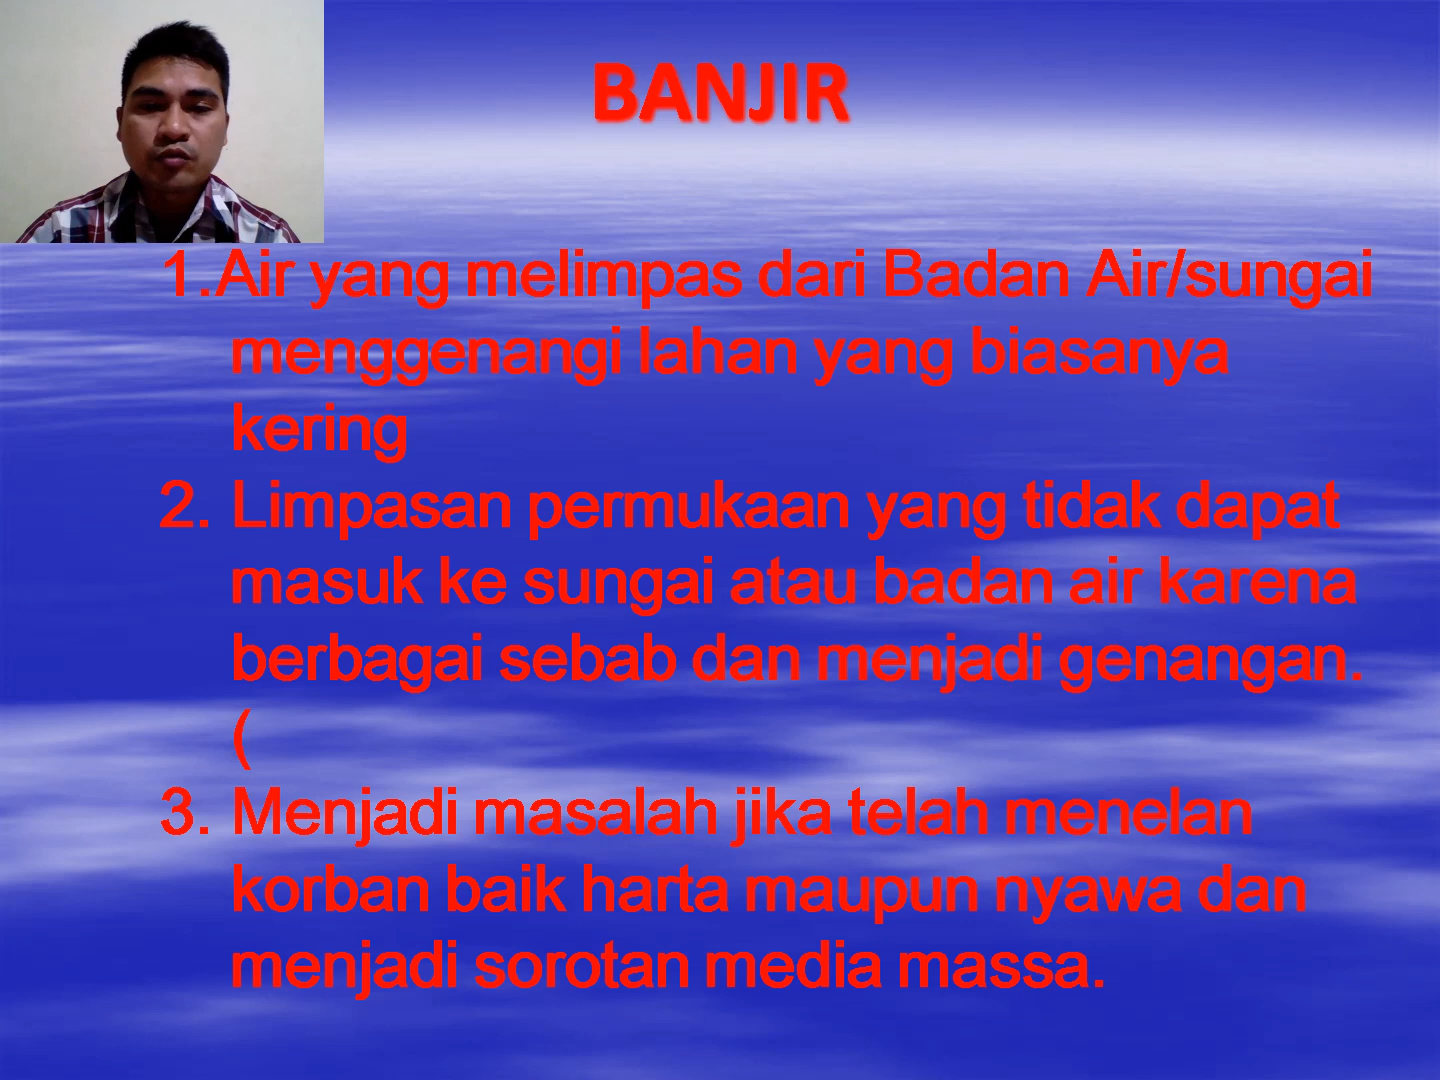 BANJIR
1.Air yang melimpas dari Badan Air/sungai
menggenangi lahan yang biasanya
kering
2. Limpasan permukaan yang tidak dapat
masuk ke sungai atau badan air karena
berbagai sebab dan menjadi genangan.
(
3. Menjadi masalah jika telah menelan
korban baik harta maupun nyawa dan
menjadi sorotan media massa.